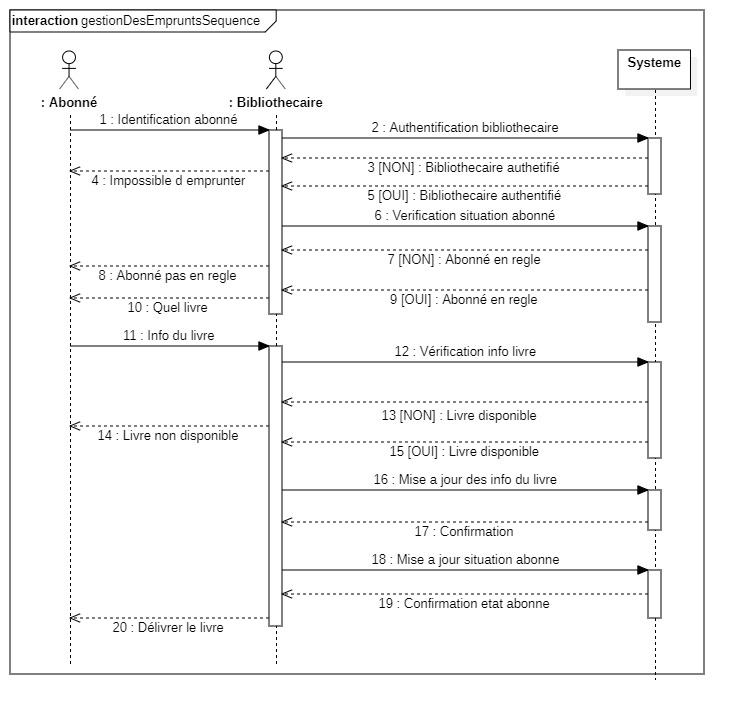 interaction gestionDesEmpruntsSequence
: Abonné
: Bibliothecaire
Systeme
1 : Identification abonné
2 : Authentification bibliothecaire
3 [NON] : Bibliothecaire authetifié
4 : Impossible d emprunter
5 [OUI] : Bibliothecaire authentifié
6 : Verification situation abonné
7 [NON] : Abonné en regle
8 : Abonné pas en regle
9 [OUI] : Abonné en regle
10 : Quel livre
11 : Info du livre
12 : Vérification info livre
13 [NON] : Livre disponible
14 : Livre non disponible
15 [OUI] : Livre disponible
16 : Mise a jour des info du livre
17 : Confirmation
18 : Mise a jour situation abonne
19 : Confirmation etat abonne
20 : Délivrer le livre